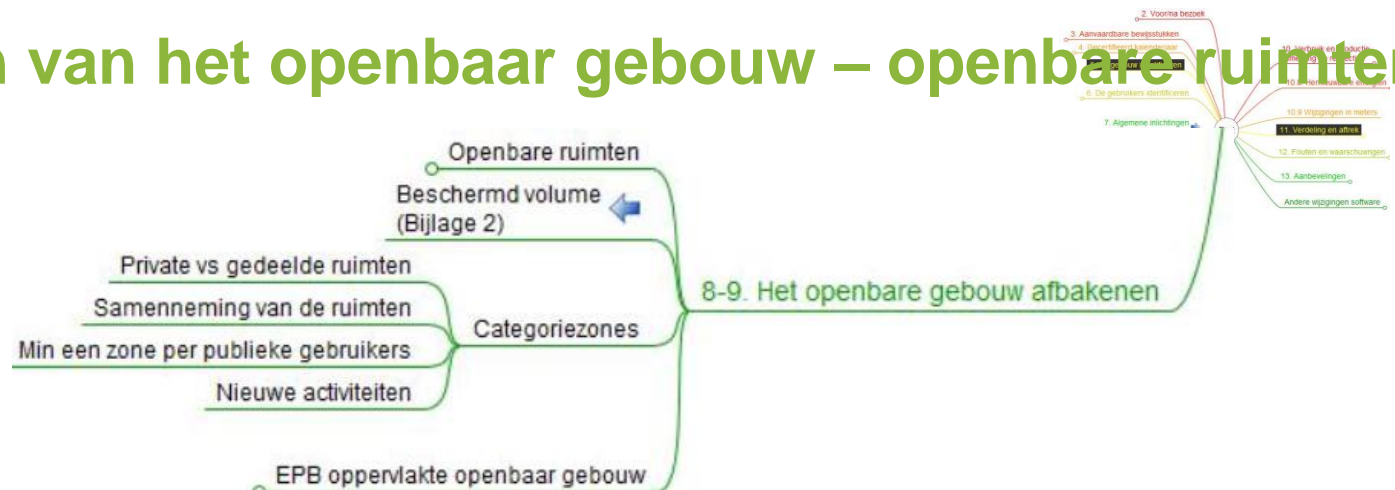 n van het openbaar gebouw – openbare ruimten
2. Voor/na bezoek
3. Aanvaardbare bewijsstukken
6. De gebruikers identificeren
7. Algemene inlichtingen
10.9 Wijzigingen in meters
11. Verdeling en aftrek
12. Fouten en waarschuwingen
13. Aanbevelingen
Andere wijzigingen software
Openbare ruimten
Beschermd volume
(Bijlage 2)
Private vs gedeelde ruimten
Samenneming van de ruimten
Categoriezones
Min een zone per publieke gebruikers
Nieuwe activiteiten
8-9. Het openbare gebouw afbakenen
EPB oppervlakte openbaar gebouw